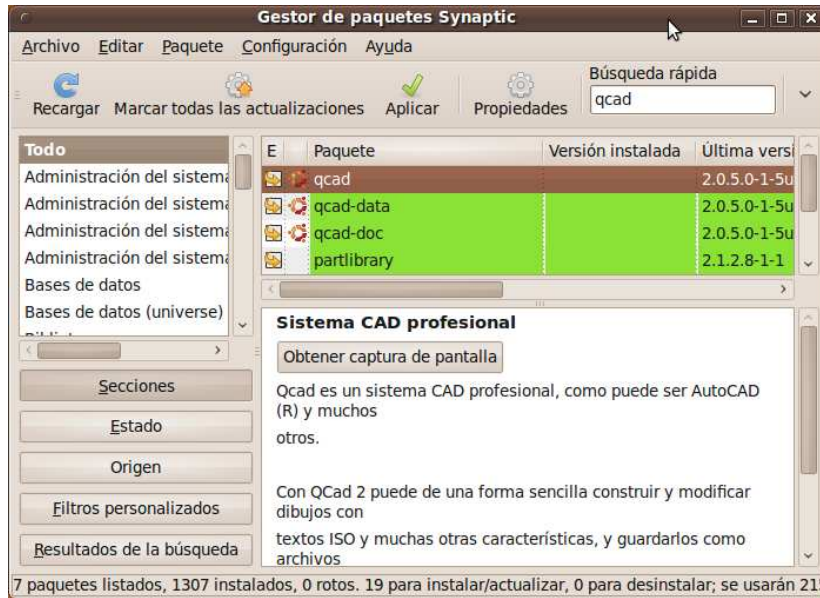 Gestor de paquetes Synaptic
Archivo Editar Paquete Configuración Ayuda
Recargar Marcar todas las actualizaciones Aplicar Propiedades
Búsqueda rápida
qcad
Todo
Administración del sistema
Administración del sistema
Administración del sistema
Administración del sistema
Bases de datos
Bases de datos (universe)
E Paquete Versión instalada Última versi
qcad 2.0.5.0-1-5u
qcad-data 2.0.5.0-1-5u
qcad-doc 2.0.5.0-1-5u
partlibrary 2.1.2.8-1-1
Secciones
Estado
Origen
Filtros personalizados
Resultados de la búsqueda
Sistema CAD profesional
Obtener captura de pantalla
Qcad es un sistema CAD profesional, como puede ser AutoCAD
(R) y muchos
otros.
Con QCad 2 puede de una forma sencilla construir y modificar
dibujos con
textos ISO y muchas otras características, y guardarlos como
archivos
7 paquetes listados, 1307 instalados, 0 rotos. 19 para instalar/actualizar, 0 para desinstalar; se usarán 21